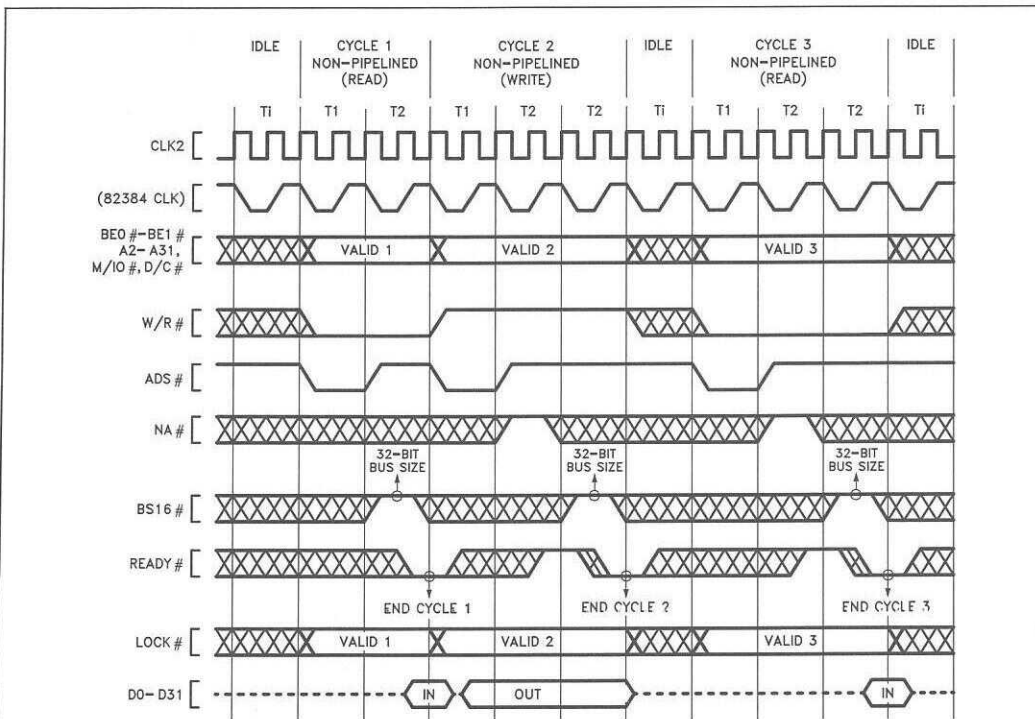 IDLE
CYCLE 1
NON-PIPELINED
(READ)
CYCLE 2
NON-PIPELINED
(WRITE)
IDLE
CYCLE 3
NON-PIPELINED
(READ)
IDLE
Ti T1 T2 T1 T2 T2 Ti T1 T2 T2 Ti
CLK2
(82384 CLK)
BE0 #-BE1 #
A2- A31,
M/IO #, D/C #
VALID 1 VALID 2 VALID 3
W/R #
ADS #
NA #
32-BIT
BUS SIZE
32-BIT
BUS SIZE
32-BIT
BUS SIZE
BS16 #
READY #
END CYCLE 1 END CYCLE ? END CYCLE 3
LOCK #
VALID 1 VALID 2 VALID 3
D0- D31
IN OUT IN